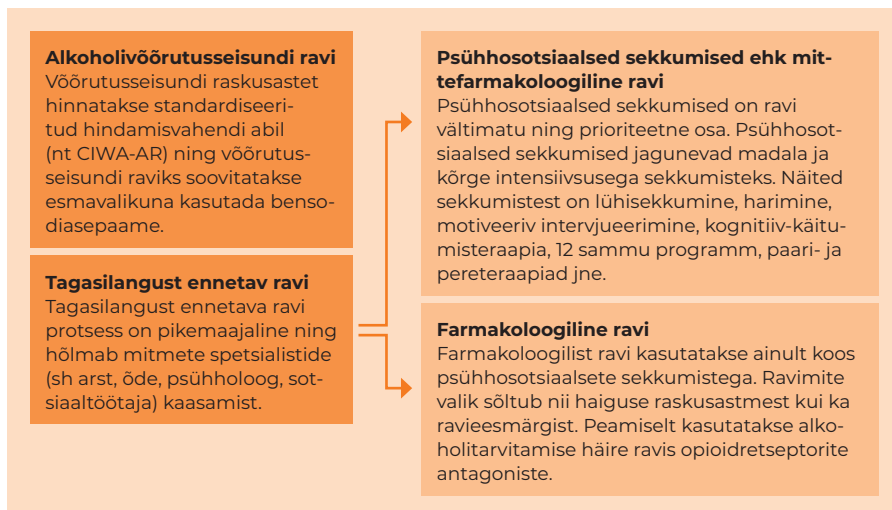 Alkoholivõõrutusseisundi ravi
Võõrutusseisundi raskusastet
hinnatakse standardiseeri-
tud hindamisvahendi abil
(nt CIWA-AR) ning võõrutus-
seisundi raviks soovitatakse
esmavalikuna kasutada benso-
diasepaame.
Tagasilangust ennetav ravi
Tagasilangust ennetava ravi
protsess on pikemaajaline ning
hõlmab mitmete spetsialistide
(sh arst, õde, psühholoog, sot-
siaaltöötaja) kaasamist.
Psühhosotsiaalsed sekkumised ehk mit-
tefarmakoloogiline ravi
Psühhosotsiaalsed sekkumised on ravi
vältimatu ning prioriteetne osa. Psühhosot-
siaalsed sekkumised jagunevad madala ja
kõrge intensiivsusega sekkumisteks. Näited
sekkumistest on lühisekkumine, harimine,
motiveeriv intervjueerimine, kognitiiv-käitu-
misteraapia, 12 sammu programm, paari- ja
pereteraapiad jne.
Farmakoloogiline ravi
Farmakoloogilist ravi kasutatakse ainult koos
psühhosotsiaalsete sekkumistega. Ravimite
valik sõltub nii haiguse raskusastmest kui ka
ravieesmärgist. Peamiselt kasutatakse alko-
holitarvitamise häire ravis opioidretseptorite
antagoniste.